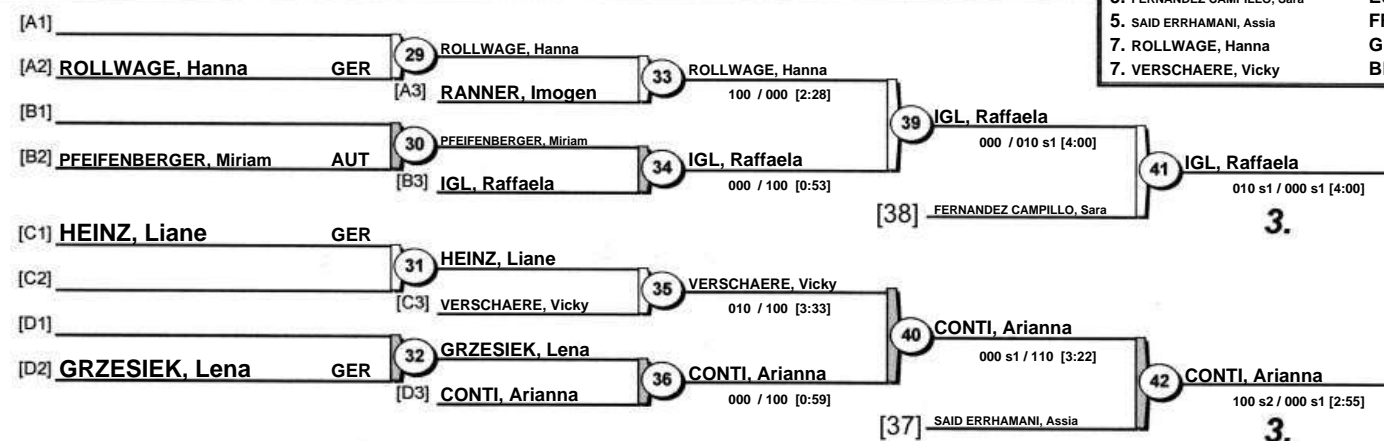 5. SAID ERRHAMANI, Assia
7. ROLLWAGE, Hanna G
7. VERSCHAERE, Vicky
[A1]
[A2] ROLLWAGE, Hanna GER
29
ROLLWAGE, Hanna
[A3] RANNER, Imogen
33
ROLLWAGE, Hanna
100 / 000 [2:28]
[B1]
[B2] PFEIFENBERGER, Miriam AUT
30
PFEIFENBERGER, Miriam
[B3] IGL, Raffaela
34
IGL, Raffaela
000 / 100 [0:53]
39
IGL, Raffaela
000 / 010 s1 [4:00]
[38] FERNANDEZ CAMPILLO, Sara
41
IGL, Raffaela
010 s1 / 000 s1 [4:00]
3.
[C1] HEINZ, Liane GER
[C2]
31
HEINZ, Liane
[C3] VERSCHAERE, Vicky
35
VERSCHAERE, Vicky
010 / 100 [3:33]
[D1]
[D2] GRZESIEK, Lena GER
32
GRZESIEK, Lena
[D3] CONTI, Arianna
36
CONTI, Arianna
000 / 100 [0:59]
40
CONTI, Arianna
000 s1 / 110 [3:22]
[37] SAID ERRHAMANI, Assia
42
CONTI, Arianna
100 s2 / 000 s1 [2:55]
3.